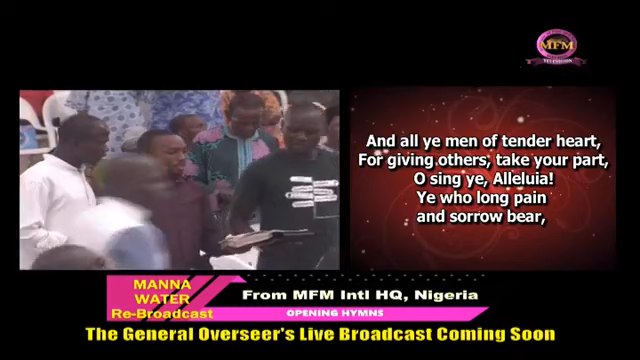 MFM
TELEVISION
And all ye men of tender heart,
For giving others, take your part,
O sing ye, Alleluia!
Ye who long pain
and sorrow bear,
MANNA
WATER
Re-Broadcast
From MFM Intl HQ, Nigeria
OPENING HYMNS
The General Overseer's Live Broadcast Coming Soon